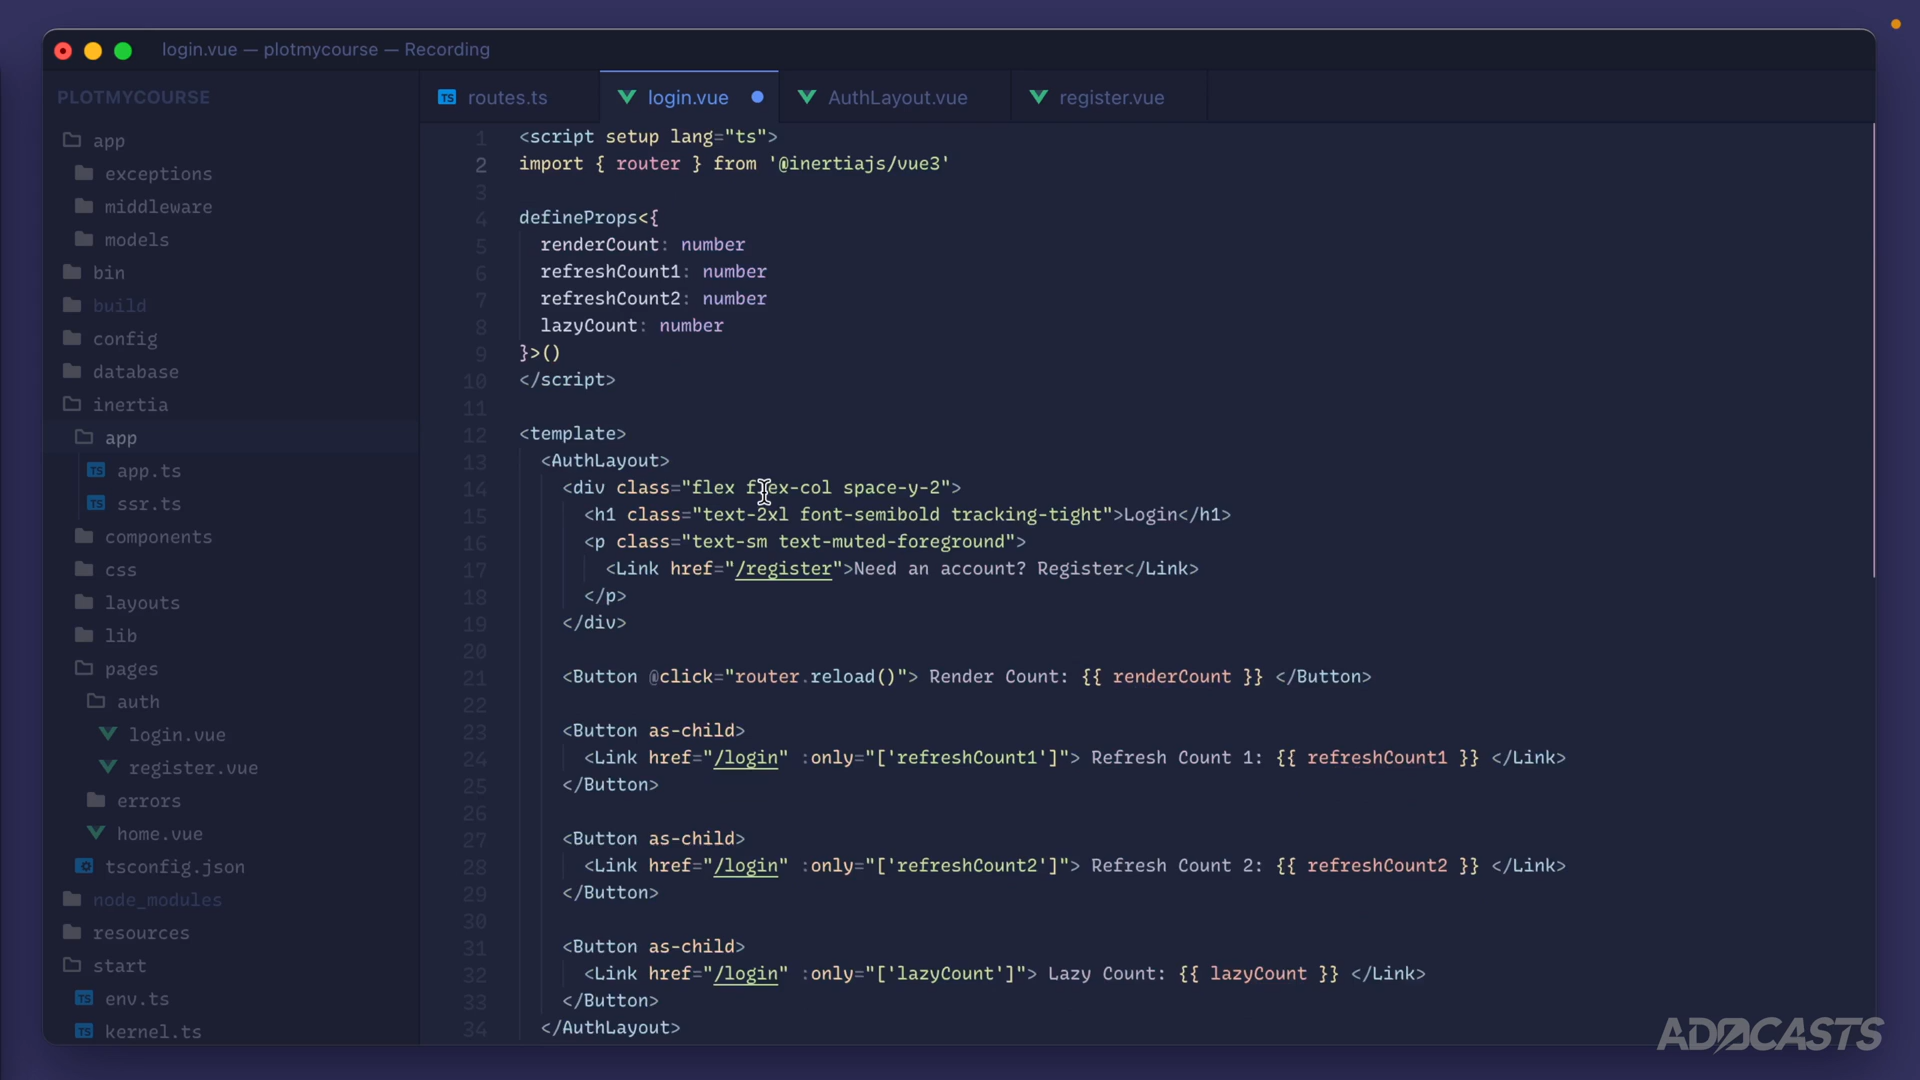 login.vue — plotmycourse — Recording
PLOTMYCOURSE
app
exceptions
middleware
models
bin
build
config
database
inertia
app
TS app.ts
TS ssr.ts
components
css
layouts
lib
pages
auth
login.vue
register.vue
errors
home.vue
tsconfig.json
node_modules
resources
start
TS env.ts
TS kernel.ts
TS routes.ts
login.vue
AuthLayout.vue
register.vue
1 <script setup lang="ts">
2 import { router } from '@inertiajs/vue3'
3
4 defineProps<{
5 renderCount: number
6 refreshCount1: number
7 refreshCount2: number
8 lazyCount: number
9 }>()
10 </script>
11
12 <template>
13 <AuthLayout>
14 <div class="flex flex-col space-y-2">
15 <h1 class="text-2xl font-semibold tracking-tight">Login</h1>
16 <p class="text-sm text-muted-foreground">
17 <Link href="/register">Need an account? Register</Link>
18 </p>
19 </div>
20
21 <Button @click="router.reload()"> Render Count: {{ renderCount }} </Button>
22
23 <Button as-child>
24 <Link href="/login" :only="['refreshCount1']"> Refresh Count 1: {{ refreshCount1 }} </Link>
25 </Button>
26
27 <Button as-child>
28 <Link href="/login" :only="['refreshCount2']"> Refresh Count 2: {{ refreshCount2 }} </Link>
29 </Button>
30
31 <Button as-child>
32 <Link href="/login" :only="['lazyCount']"> Lazy Count: {{ lazyCount }} </Link>
33 </Button>
34 </AuthLayout>
ADOCASTS